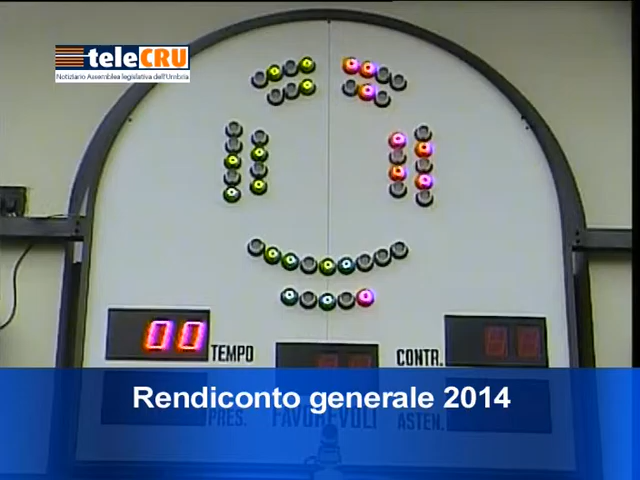 teleCRU
Notiziario Assemblea legislativa dell'Umbria
00
TEMPO
CONTR.
Rendiconto generale 2014
PRES.
FAVOREVOLI
ASTEN.